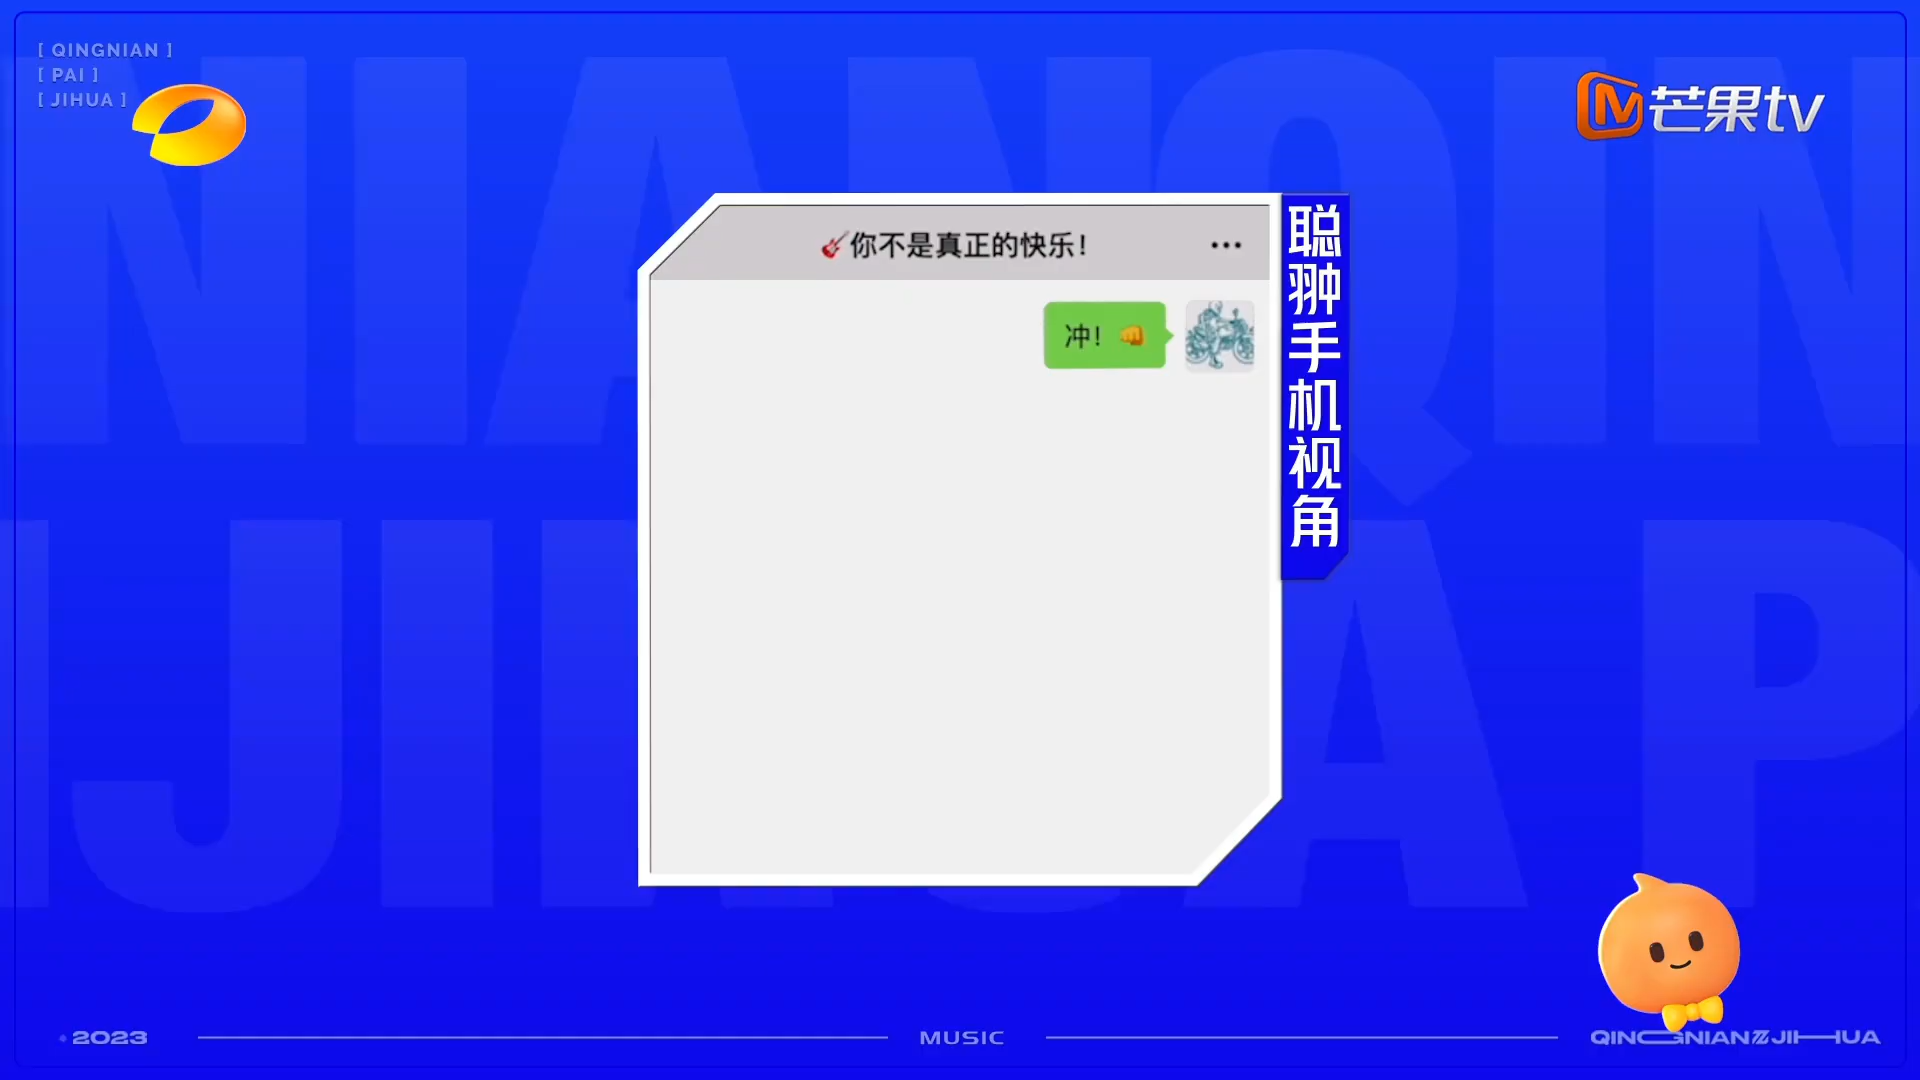 [ QINGNIAN ]
[ PAI ]
[ JIHUA ]
芒果tv
🎸你不是真正的快乐！
冲！👊
聪翀手机视角
NIANQIN
2023
MUSIC